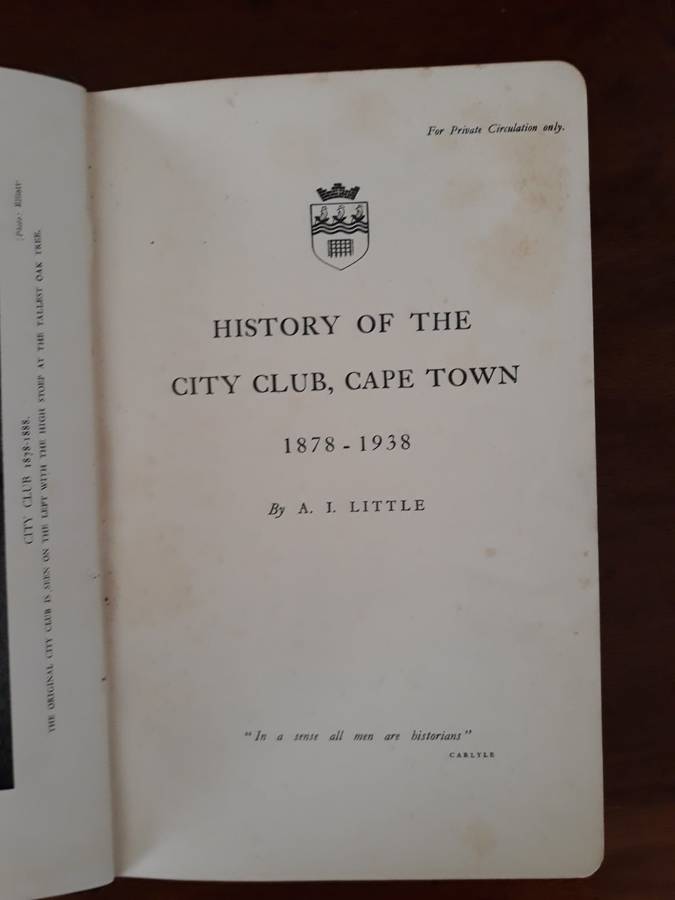 [Photo: Elliott
CITY CLUB 1878-1888.
THE ORIGINAL CITY CLUB IS SEEN ON THE LEFT WITH THE HIGH STOEP AT THE TALLEST OAK TREE.
For Private Circulation only.
HISTORY OF THE
CITY CLUB, CAPE TOWN
1878 - 1938
By A. I. LITTLE
"In a sense all men are historians"
CARLYLE